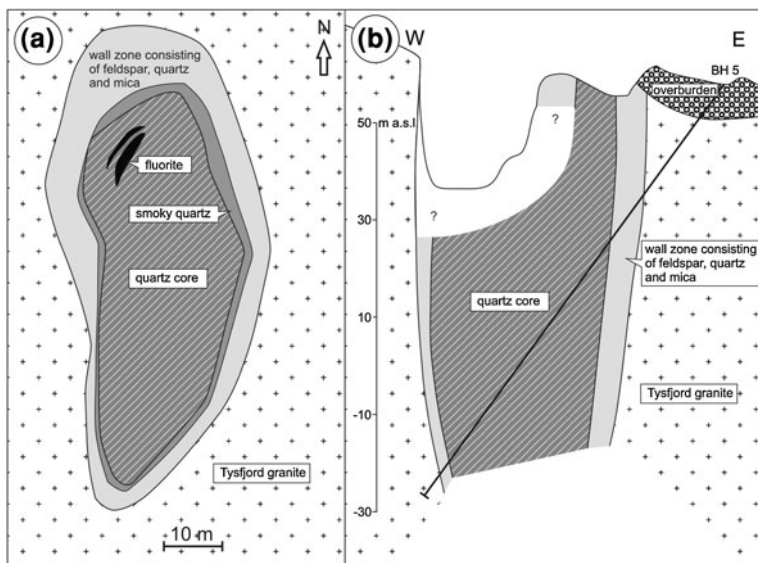 (a)
wall zone consisting
of feldspar, quartz
and mica
N
fluorite
smoky quartz
quartz core
Tysfjord granite
10 m
(b)
W
E
BH 5
overburden
50
m a.s.l
?
30
?
wall zone consisting
of feldspar, quartz
and mica
quartz core
10
-10
Tysfjord granite
-30